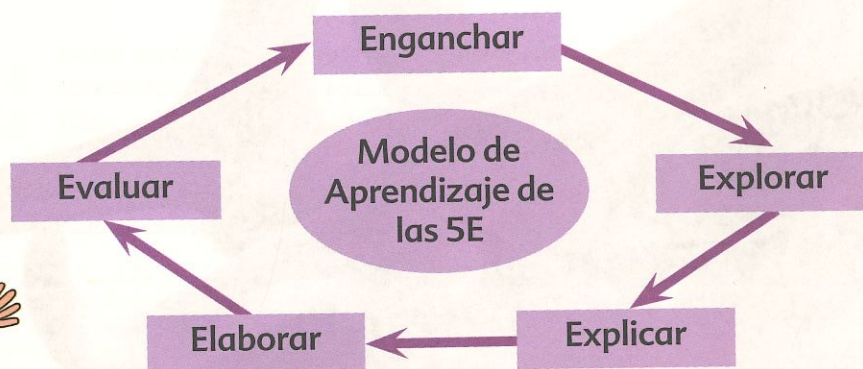 Enganchar
Modelo de
Aprendizaje de
las 5E
Evaluar
Explorar
Elaborar
Explicar